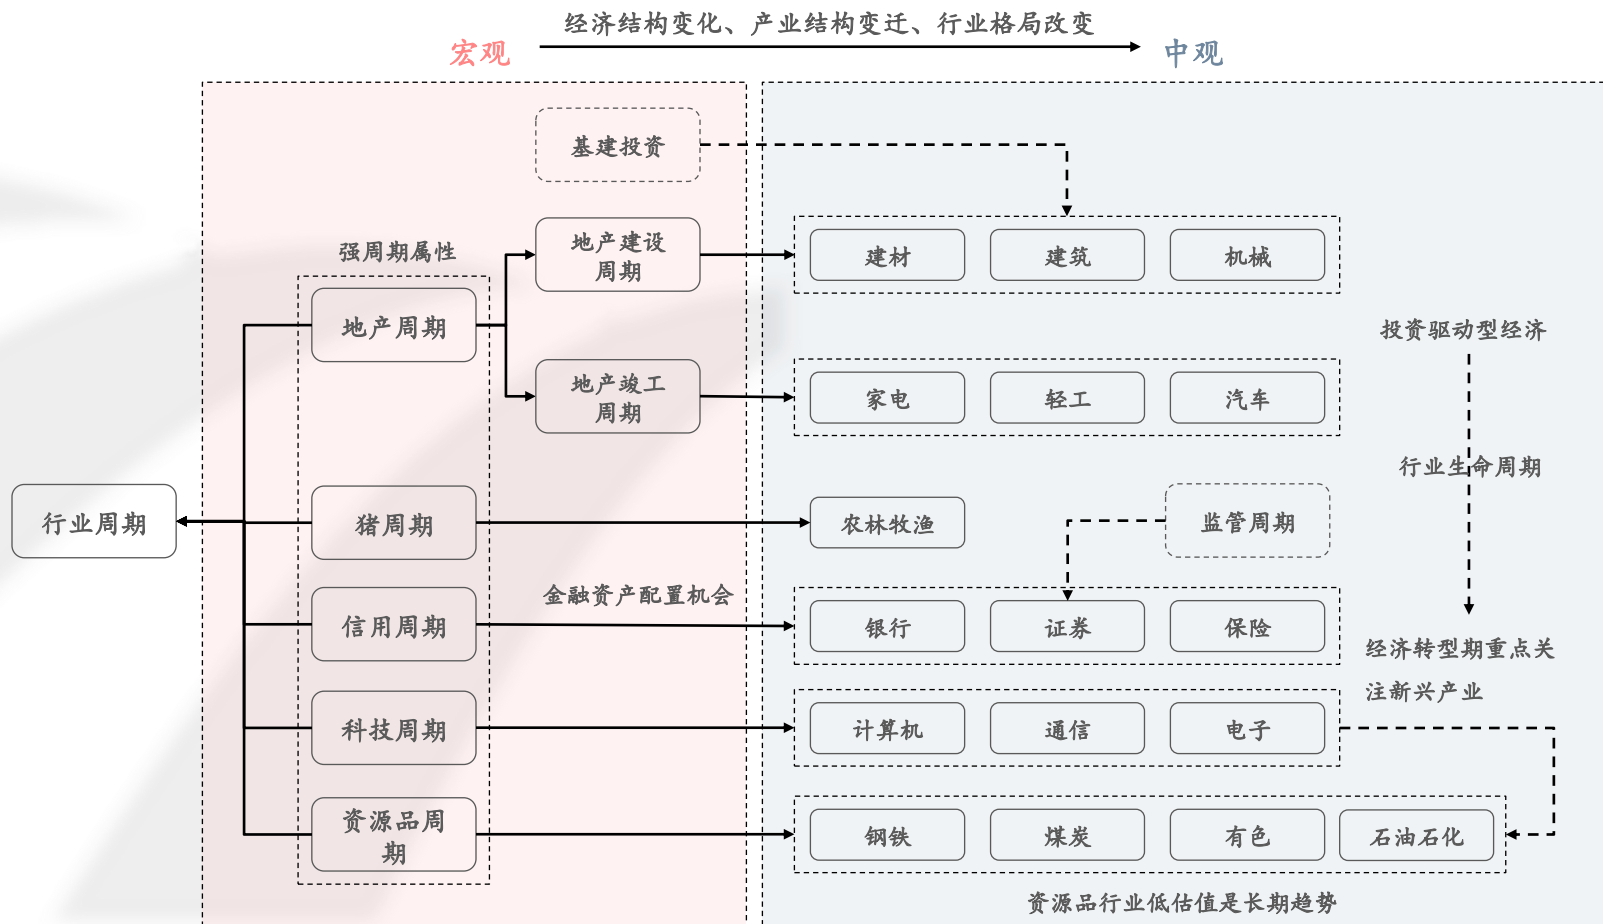 经济结构变化、产业结构变迁、行业格局改变
宏观
中观
基建投资
强周期属性
地产建设
周期
建材
建筑
机械
地产周期
投资驱动型经济
地产竣工
周期
家电
轻工
汽车
行业生命周期
行业周期
猪周期
农林牧渔
监管周期
金融资产配置机会
信用周期
银行
证券
保险
经济转型期重点关
注新兴产业
科技周期
计算机
通信
电子
资源品周
期
钢铁
煤炭
有色
石油石化
资源品行业低估值是长期趋势